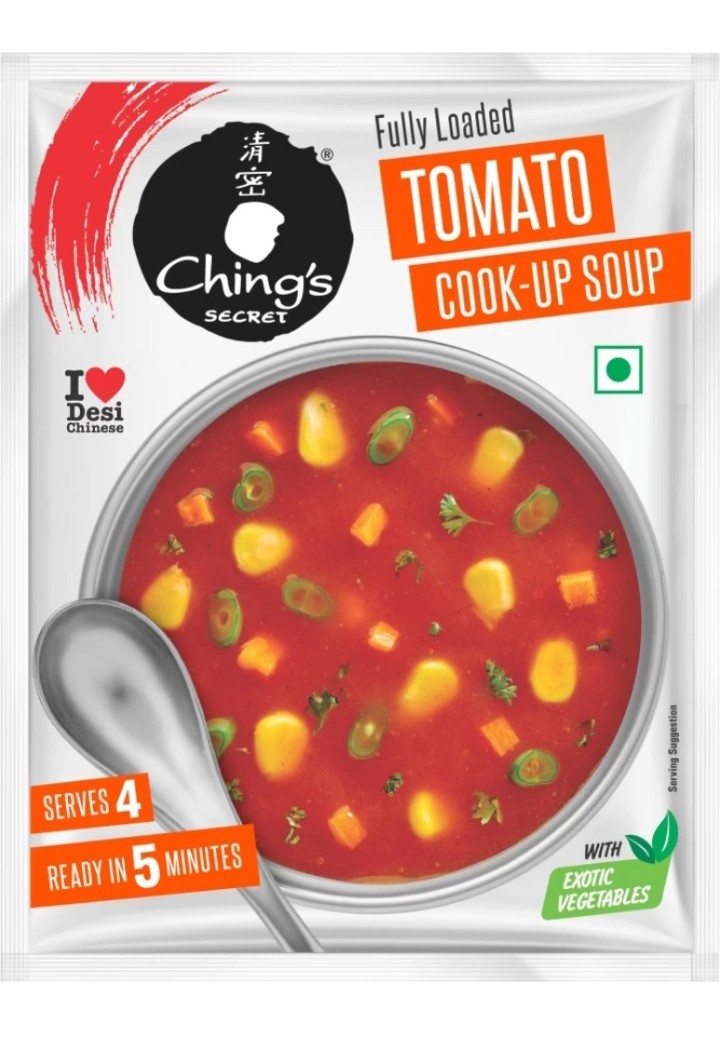 清
密
®
Ching's
SECRET
Fully Loaded
TOMATO
COOK-UP SOUP
I
Desi
Chinese
Serving Suggestion
SERVES 4
READY IN 5 MINUTES
WITH
EXOTIC
VEGETABLES